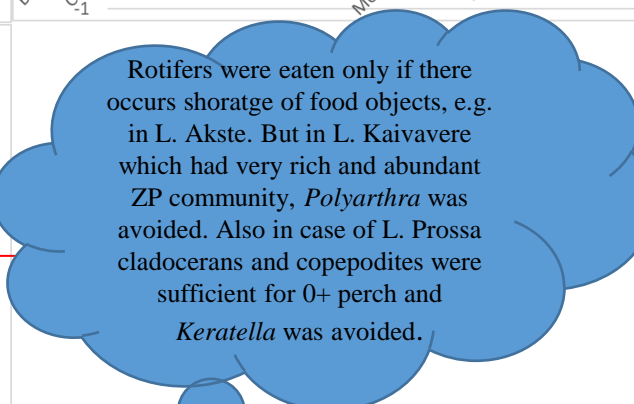 -1
Rotifers were eaten only if there
occurs shoratge of food objects, e.g.
in L. Akste. But in L. Kaivavere
which had very rich and abundant
ZP community, Polyarthra was
avoided. Also in case of L. Prossa
cladocerans and copepodites were
sufficient for 0+ perch and
Keratella was avoided.